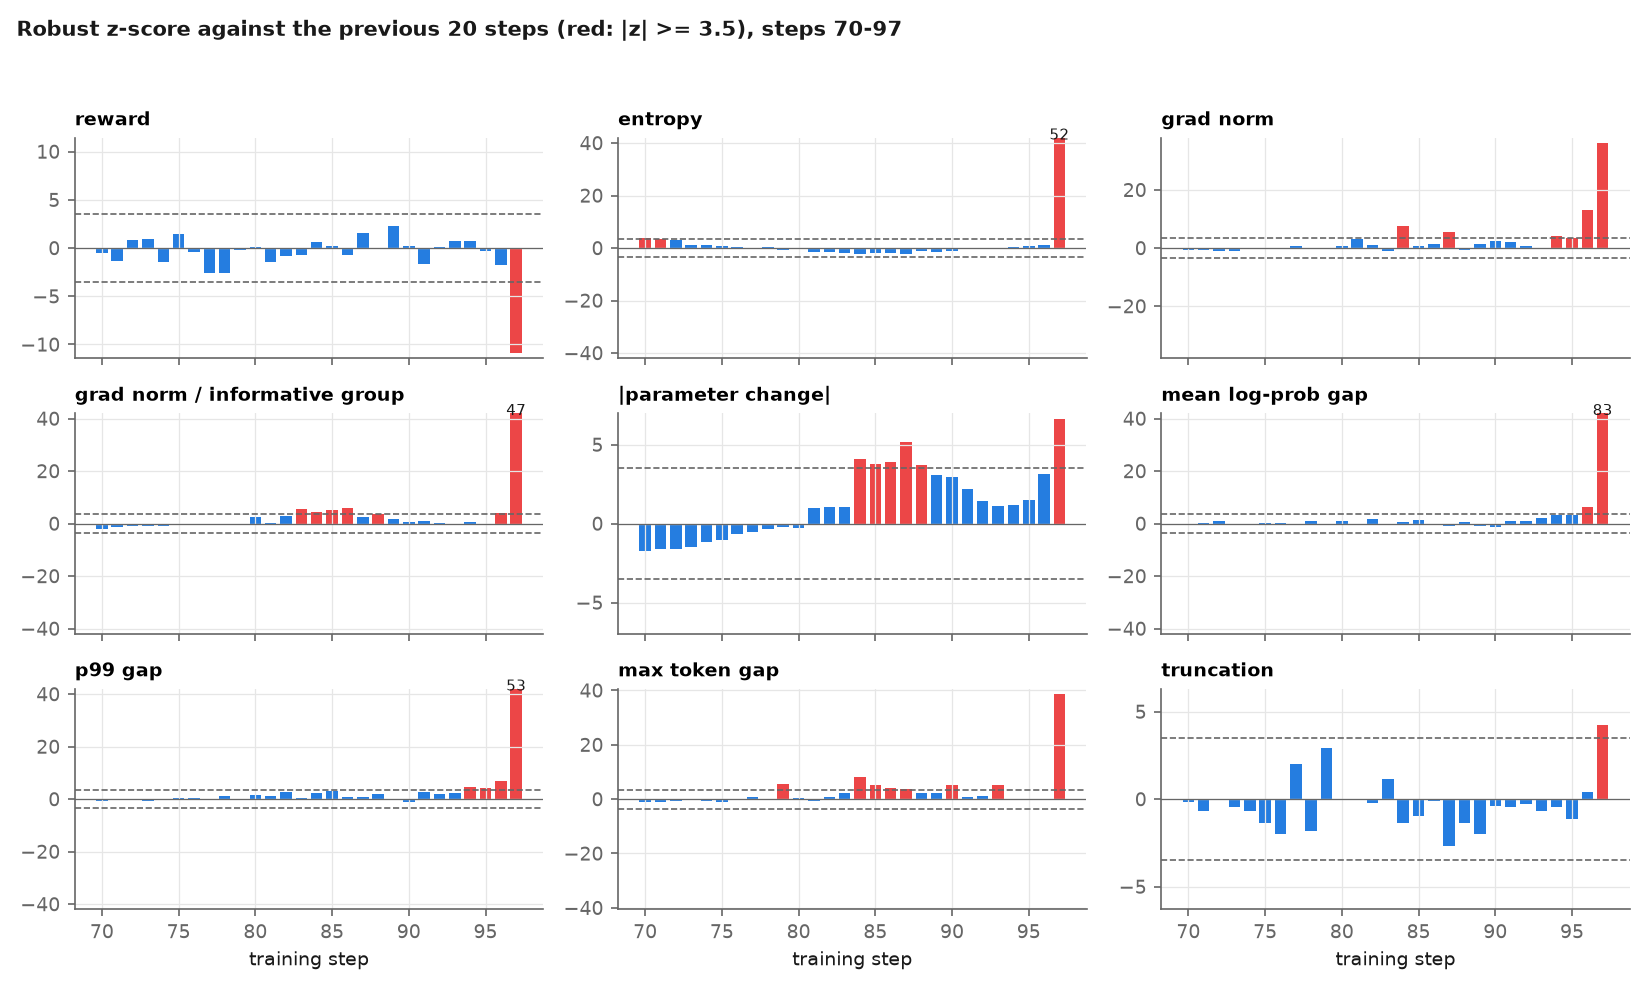 Robust z-score against the previous 20 steps (red: |z| >= 3.5), steps 70-97
reward
10
5
0
−5
−10
entropy
52
40
20
0
−20
−40
grad norm
20
0
−20
grad norm / informative group
47
40
20
0
−20
−40
|parameter change|
5
0
−5
mean log-prob gap
83
40
20
0
−20
−40
p99 gap
53
40
20
0
−20
−40
70 75 80 85 90 95
training step
max token gap
40
20
0
−20
−40
70 75 80 85 90 95
training step
truncation
5
0
−5
70 75 80 85 90 95
training step